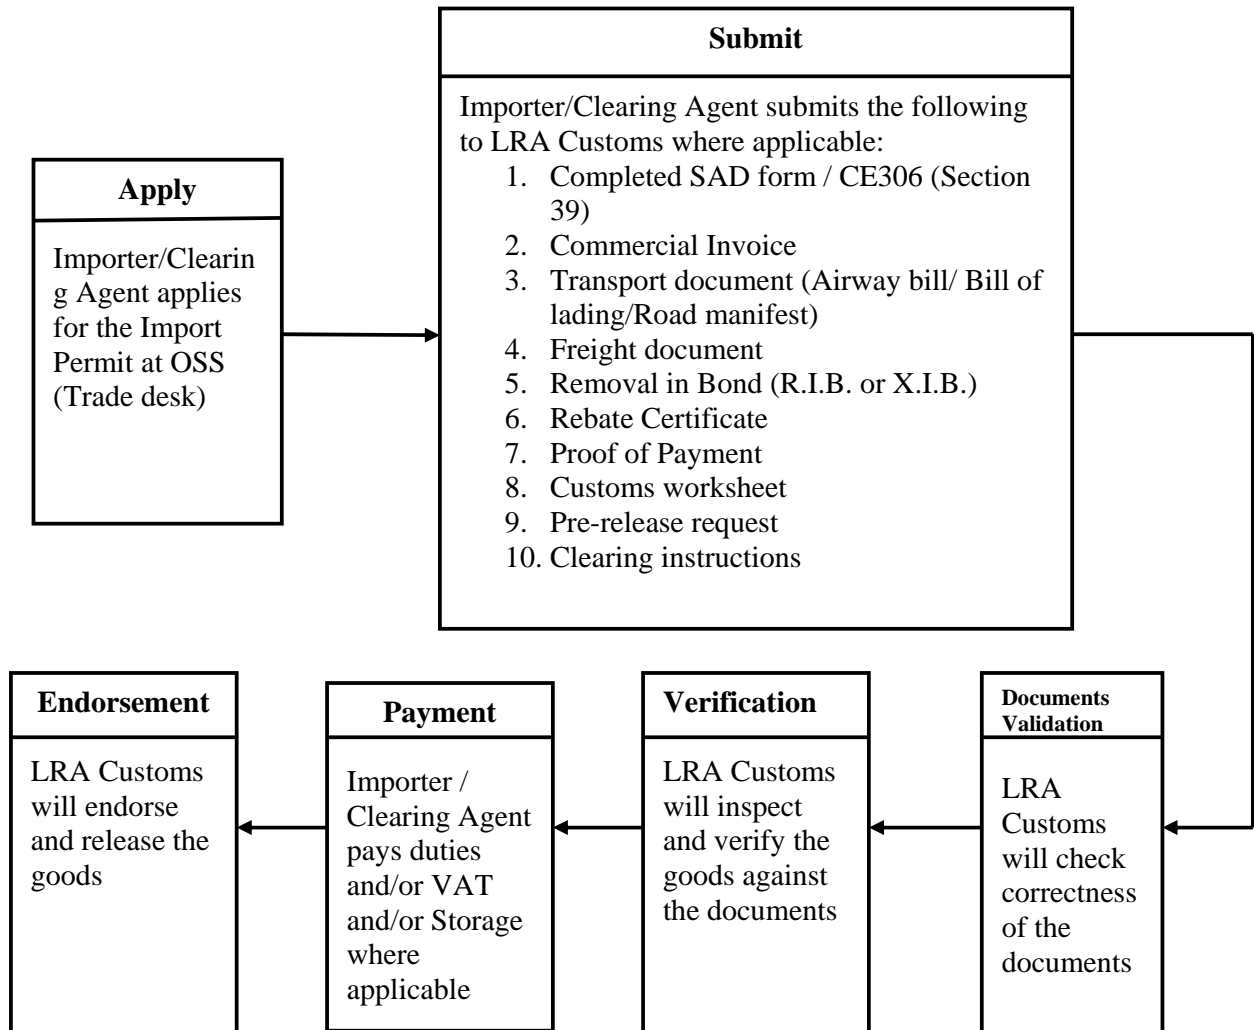 Apply
Importer/Clearin
g Agent applies
for the Import
Permit at OSS
(Trade desk)
Submit
Importer/Clearing Agent submits the following
to LRA Customs where applicable:
1. Completed SAD form / CE306 (Section
39)
2. Commercial Invoice
3. Transport document (Airway bill/ Bill of
lading/Road manifest)
4. Freight document
5. Removal in Bond (R.I.B. or X.I.B.)
6. Rebate Certificate
7. Proof of Payment
8. Customs worksheet
9. Pre-release request
10. Clearing instructions
Documents
Validation
LRA
Customs
will check
correctness
of the
documents
Verification
LRA Customs
will inspect
and verify the
goods against
the documents
Payment
Importer /
Clearing Agent
pays duties
and/or VAT
and/or Storage
where
applicable
Endorsement
LRA Customs
will endorse
and release the
goods